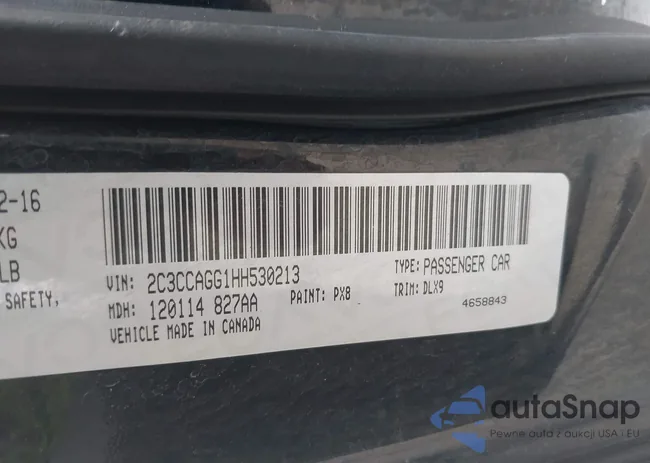 2-16
KG
LB
SAFETY,
VIN: 2C3CCAGG1HH530213
TYPE: PASSENGER CAR
MDH: 120114 827AA
PAINT: PX8
TRIM: DLX9
VEHICLE MADE IN CANADA
4658843
autaSnap
Pewne auta z aukcji USA i EU